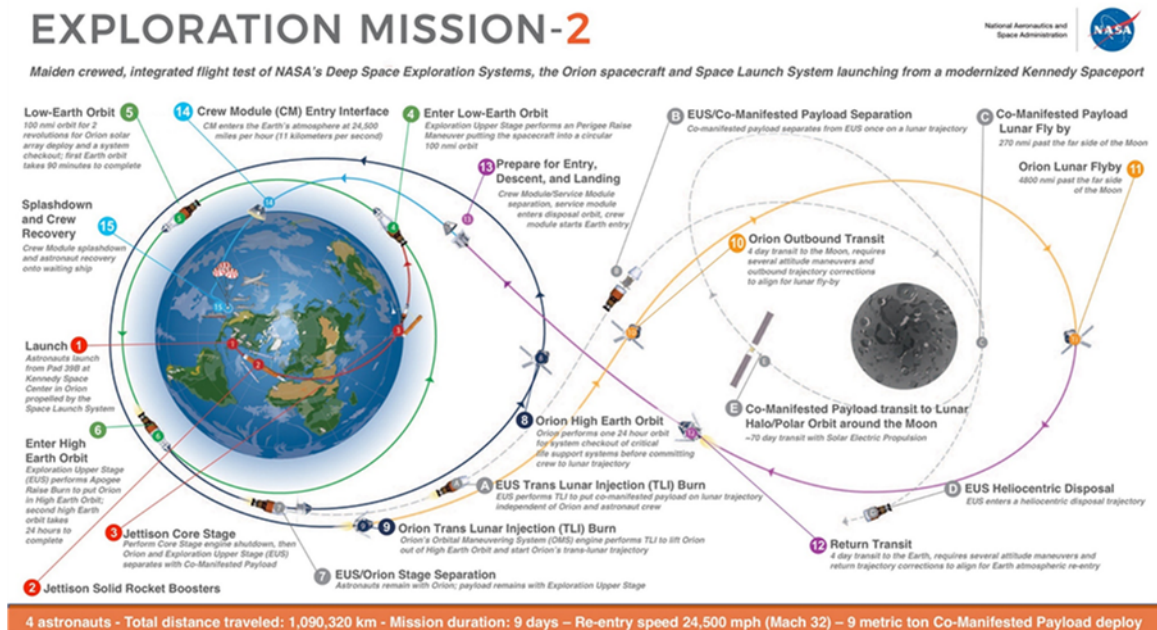 EXPLORATION MISSION-2
National Aeronautics and
Space Administration
NASA
Maiden crewed, integrated flight test of NASA's Deep Space Exploration Systems, the Orion spacecraft and Space Launch System launching from a modernized Kennedy Spaceport
Low-Earth Orbit 5
100 nmi orbit for 2
revolutions for Orion solar
array deploy and a system
checkout; first Earth orbit
takes 90 minutes to complete
14 Crew Module (CM) Entry Interface
CM enters the Earth's atmosphere at 24,500
miles per hour (11 kilometers per second)
4 Enter Low-Earth Orbit
Exploration Upper Stage performs an Perigee Raise
Maneuver putting the spacecraft into a circular
100 nmi orbit
13 Prepare for Entry,
Descent, and Landing
Crew Module/Service Module
separation, service module
enters disposal orbit, crew
module starts Earth entry
B EUS/Co-Manifested Payload Separation
Co-manifested payload separates from EUS once on a lunar trajectory
C Co-Manifested Payload
Lunar Fly by
270 nmi past the far side of the Moon
Orion Lunar Flyby 11
4800 nmi past the far side
of the Moon
Splashdown
and Crew
Recovery
15
Crew Module splashdown
and astronaut recovery
onto waiting ship
10 Orion Outbound Transit
4 day transit to the Moon, requires
several attitude maneuvers and
outbound trajectory corrections
to align for lunar fly-by
Launch 1
Astronauts launch
from Pad 39B at
Kennedy Space
Center in Orion
propelled by the
Space Launch System
6
Enter High
Earth Orbit
Exploration Upper Stage
(EUS) performs Apogee
Raise Burn to put Orion
in High Earth Orbit;
second high Earth
orbit takes
24 hours to
complete
8 Orion High Earth Orbit
Orion performs one 24 hour orbit
for system checkout of critical
life support systems before committing
crew to lunar trajectory
E Co-Manifested Payload transit to Lunar
Halo/Polar Orbit around the Moon
~70 day transit with Solar Electric Propulsion
A EUS Trans Lunar Injection (TLI) Burn
EUS performs TLI to put co-manifested payload on lunar trajectory
independent of Orion and astronaut crew
D EUS Heliocentric Disposal
EUS enters a heliocentric disposal trajectory
3 Jettison Core Stage
Perform Core Stage engine shutdown, then
Orion and Exploration Upper Stage (EUS)
separates with Co-Manifested Payload
9 Orion Trans Lunar Injection (TLI) Burn
Orion's Orbital Maneuvering System (OMS) engine performs TLI to lift Orion
out of High Earth Orbit and start Orion's trans-lunar trajectory
12 Return Transit
4 day transit to the Earth, requires several attitude maneuvers and
return trajectory corrections to align for Earth atmospheric re-entry
7 EUS/Orion Stage Separation
Astronauts remain with Orion; payload remains with Exploration Upper Stage
2 Jettison Solid Rocket Boosters
4 astronauts - Total distance traveled: 1,090,320 km - Mission duration: 9 days – Re-entry speed 24,500 mph (Mach 32) – 9 metric ton Co-Manifested Payload deploy